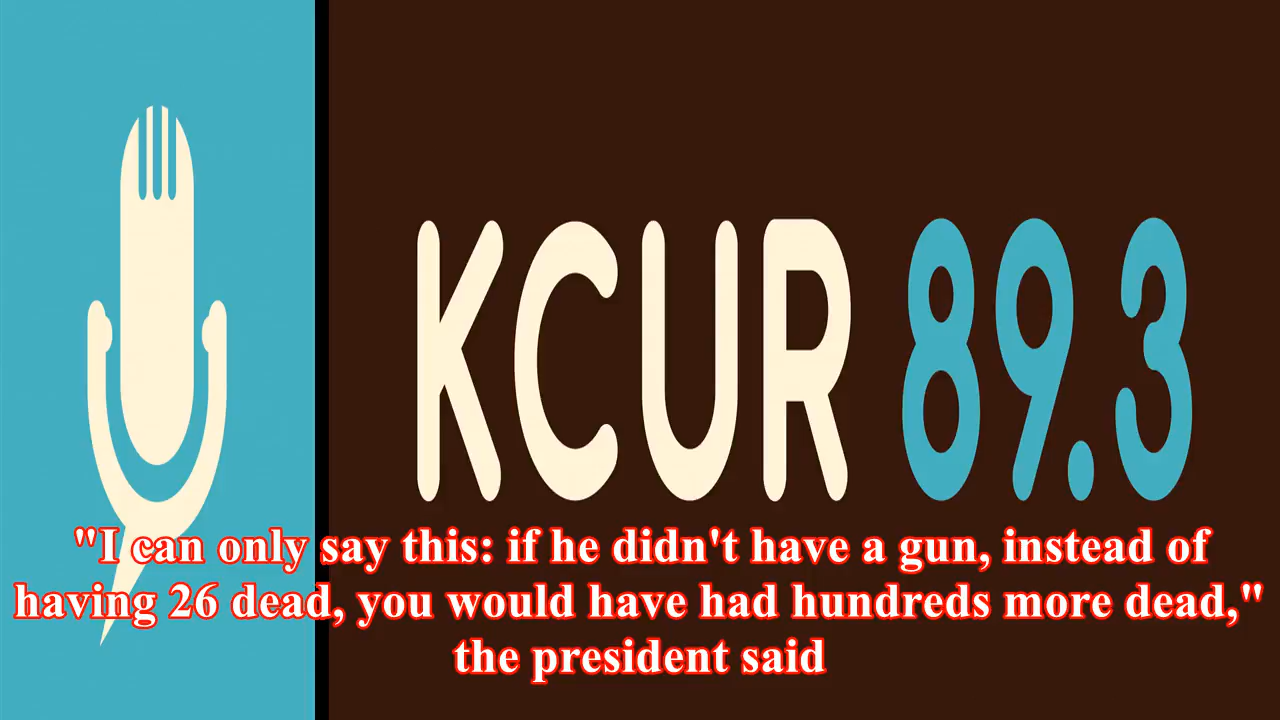 KCUR 89.3
"I can only say this: if he didn't have a gun, instead of
having 26 dead, you would have had hundreds more dead,"
the president said